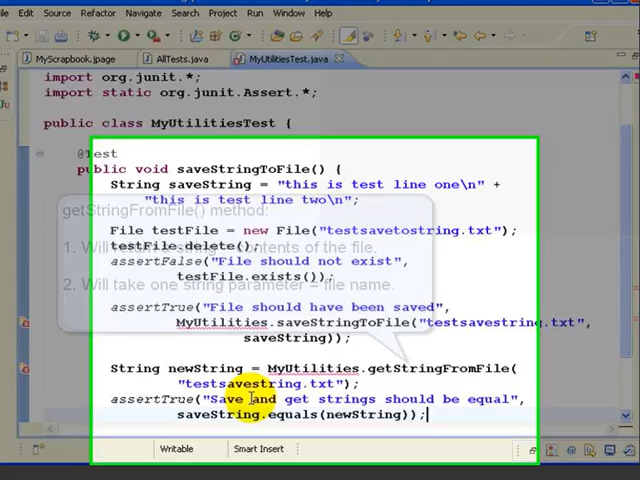 File Edit Source Refactor Navigate Search Project Run Window Help
MyScrapbook.jpage AllTests.java MyUtilitiesTest.java
import org.junit.*;
import static org.junit.Assert.*;
public class MyUtilitiesTest {
@Test
public void saveStringToFile() {
String saveString = "this is test line one\n" +
"this is test line two\n";
getStringFromFile() method:
File testFile = new File("testsavetostring.txt");
testFile.delete();
1. Will return a string = contents of the file.
assertFalse("File should not exist",
testFile.exists());
2. Will take one string parameter = file name.
assertTrue("File should have been saved",
MyUtilities.saveStringToFile("testsavestring.txt",
saveString));
String newString = MyUtilities.getStringFromFile(
"testsavestring.txt");
assertTrue("Save and get strings should be equal",
saveString.equals(newString));
Writable Smart Insert